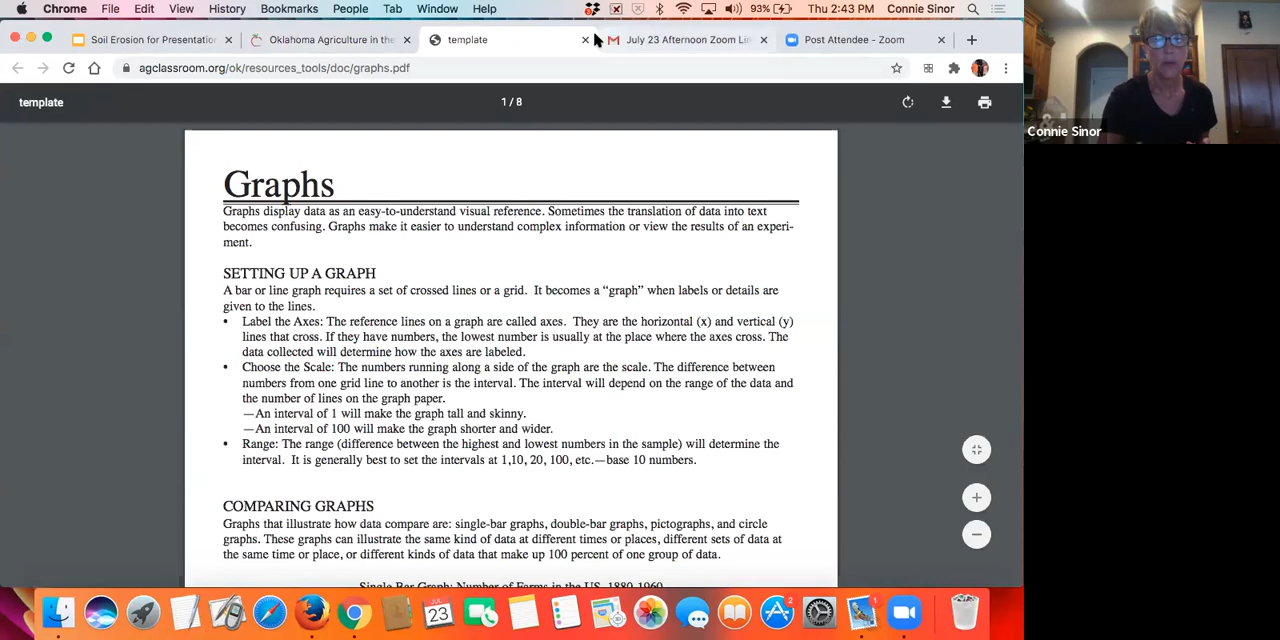 Chrome File Edit View History Bookmarks People Tab Window Help 93% Thu 2:43 PM Connie Sinor
Soil Erosion for Presentatio Oklahoma Agriculture in the template July 23 Afternoon Zoom Lin Post Attendee - Zoom
agclassroom.org/ok/resources_tools/doc/graphs.pdf
template 1 / 8
Connie Sinor
Graphs
Graphs display data as an easy-to-understand visual reference. Sometimes the translation of data into text
becomes confusing. Graphs make it easier to understand complex information or view the results of an experi-
ment.
SETTING UP A GRAPH
A bar or line graph requires a set of crossed lines or a grid. It becomes a “graph” when labels or details are
given to the lines.
• Label the Axes: The reference lines on a graph are called axes. They are the horizontal (x) and vertical (y)
lines that cross. If they have numbers, the lowest number is usually at the place where the axes cross. The
data collected will determine how the axes are labeled.
• Choose the Scale: The numbers running along a side of the graph are the scale. The difference between
numbers from one grid line to another is the interval. The interval will depend on the range of the data and
the number of lines on the graph paper.
—An interval of 1 will make the graph tall and skinny.
—An interval of 100 will make the graph shorter and wider.
• Range: The range (difference between the highest and lowest numbers in the sample) will determine the
interval. It is generally best to set the intervals at 1,10, 20, 100, etc.—base 10 numbers.
COMPARING GRAPHS
Graphs that illustrate how data compare are: single-bar graphs, double-bar graphs, pictographs, and circle
graphs. These graphs can illustrate the same kind of data at different times or places, different sets of data at
the same time or place, or different kinds of data that make up 100 percent of one group of data.
Single Bar Graph: Number of Farms in the US, 1880-1960
23
2
1